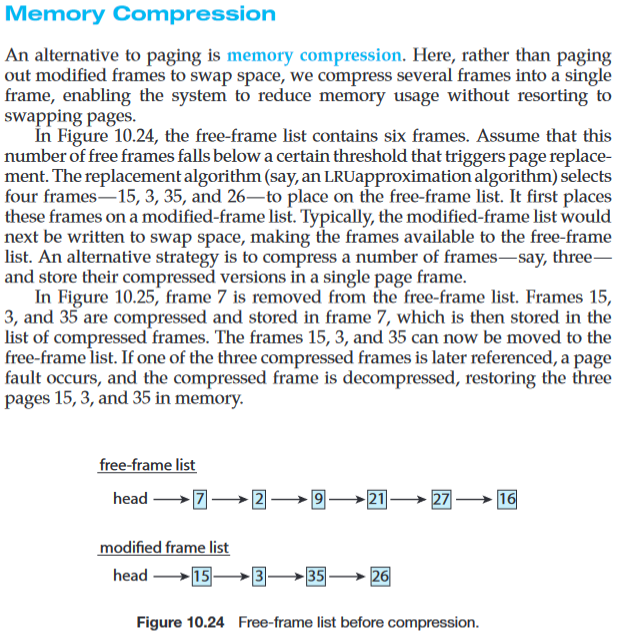 Memory Compression
An alternative to paging is memory compression. Here, rather than paging
out modified frames to swap space, we compress several frames into a single
frame, enabling the system to reduce memory usage without resorting to
swapping pages.
In Figure 10.24, the free-frame list contains six frames. Assume that this
number of free frames falls below a certain threshold that triggers page replace-
ment. The replacement algorithm (say, an LRUapproximation algorithm) selects
four frames—15, 3, 35, and 26—to place on the free-frame list. It first places
these frames on a modified-frame list. Typically, the modified-frame list would
next be written to swap space, making the frames available to the free-frame
list. An alternative strategy is to compress a number of frames—say, three—
and store their compressed versions in a single page frame.
In Figure 10.25, frame 7 is removed from the free-frame list. Frames 15,
3, and 35 are compressed and stored in frame 7, which is then stored in the
list of compressed frames. The frames 15, 3, and 35 can now be moved to the
free-frame list. If one of the three compressed frames is later referenced, a page
fault occurs, and the compressed frame is decompressed, restoring the three
pages 15, 3, and 35 in memory.
free-frame list
head 7 2 9 21 27 16
modified frame list
head 15 3 35 26
Figure 10.24 Free-frame list before compression.